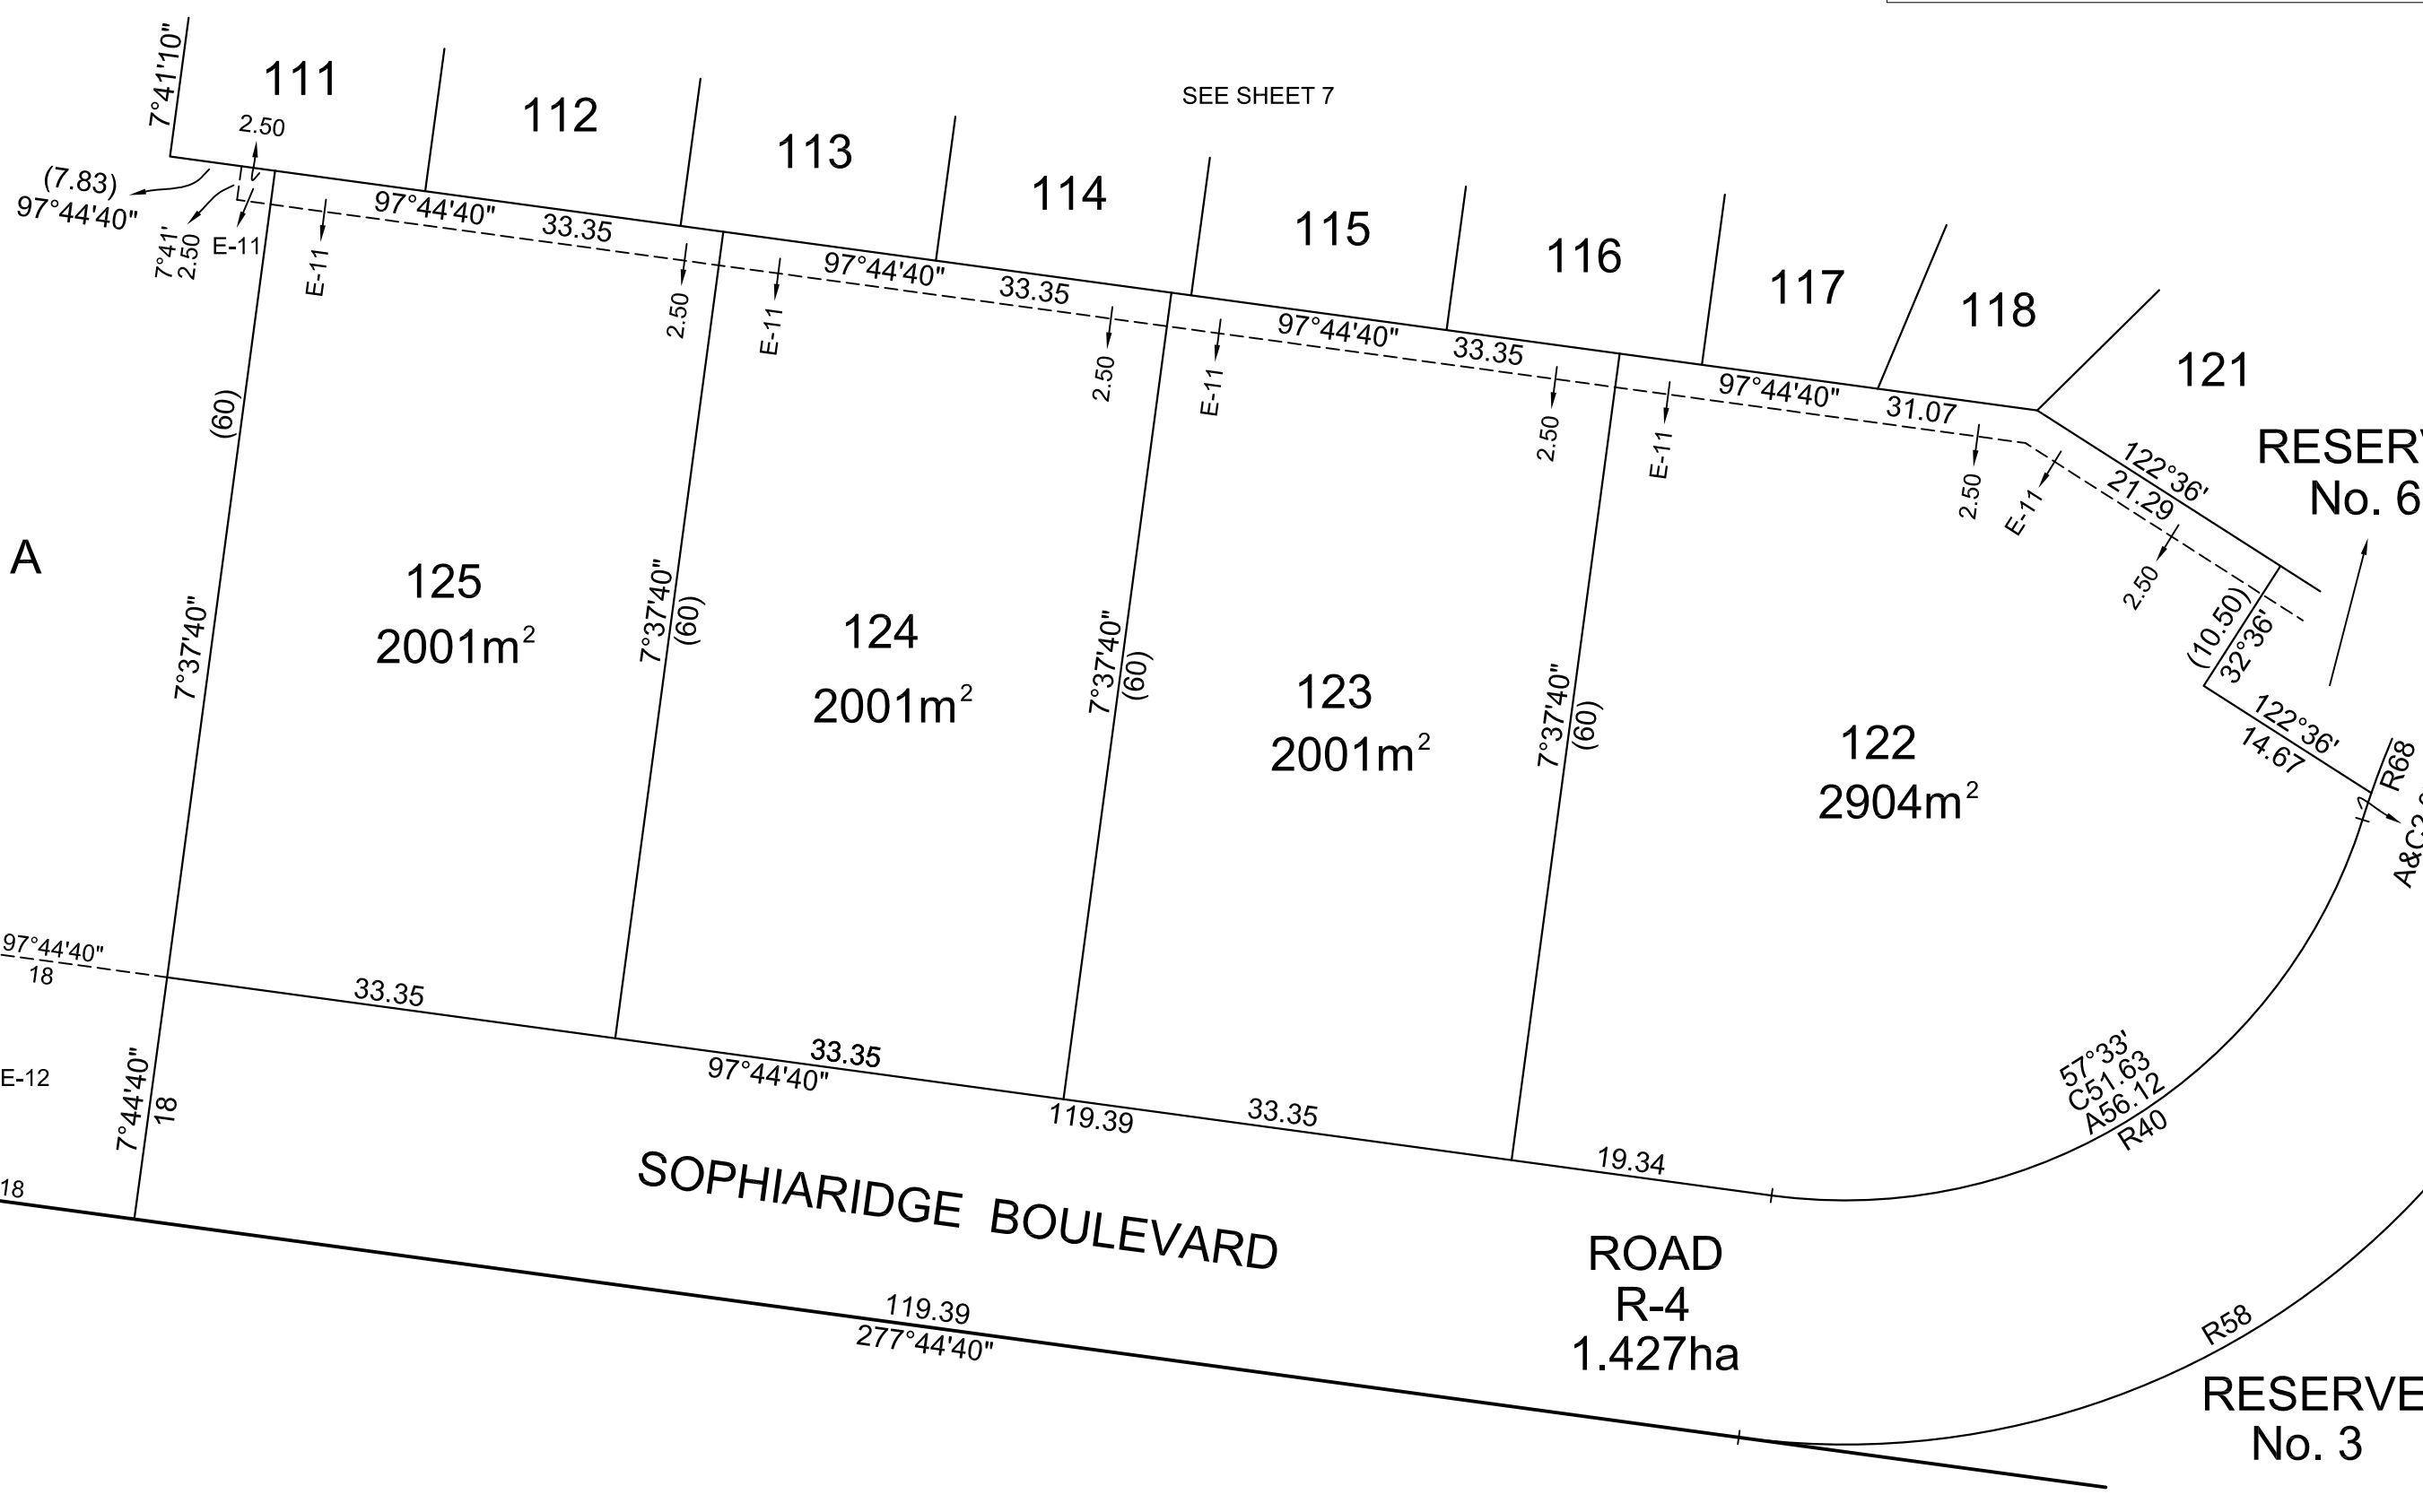 SEE SHEET 7
7°41'10"
111
112
113
114
115
116
117
118
121
2.50
(7.83)
97°44'40"
7°41'
2.50
E-11
E-11
97°44'40"
33.35
2.50
E-11
97°44'40"
33.35
2.50
E-11
97°44'40"
33.35
2.50
E-11
97°44'40"
31.07
2.50
E-11
122°36'
21.29
2.50
RESERV
No. 6
(10.50)
32°36'
122°36'
14.67
R68
A&C2.
A
(60)
7°37'40"
125
2001m²
7°37'40"
(60)
124
2001m²
7°37'40"
(60)
123
2001m²
7°37'40"
(60)
122
2904m²
97°44'40"
18
33.35
33.35
97°44'40"
119.39
33.35
19.34
57°33'
C51.63
A56.12
R40
E-12
7°44'40"
18
18
SOPHIARIDGE BOULEVARD
119.39
277°44'40"
ROAD
R-4
1.427ha
R58
RESERVE
No. 3